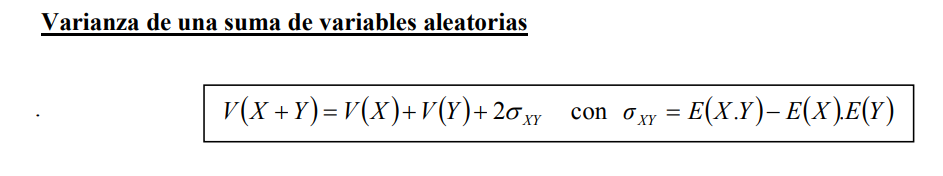 Varianza de una suma de variables aleatorias
. V(X + Y) = V(X) + V(Y) + 2σ_XY con σ_XY = E(X.Y) − E(X).E(Y)